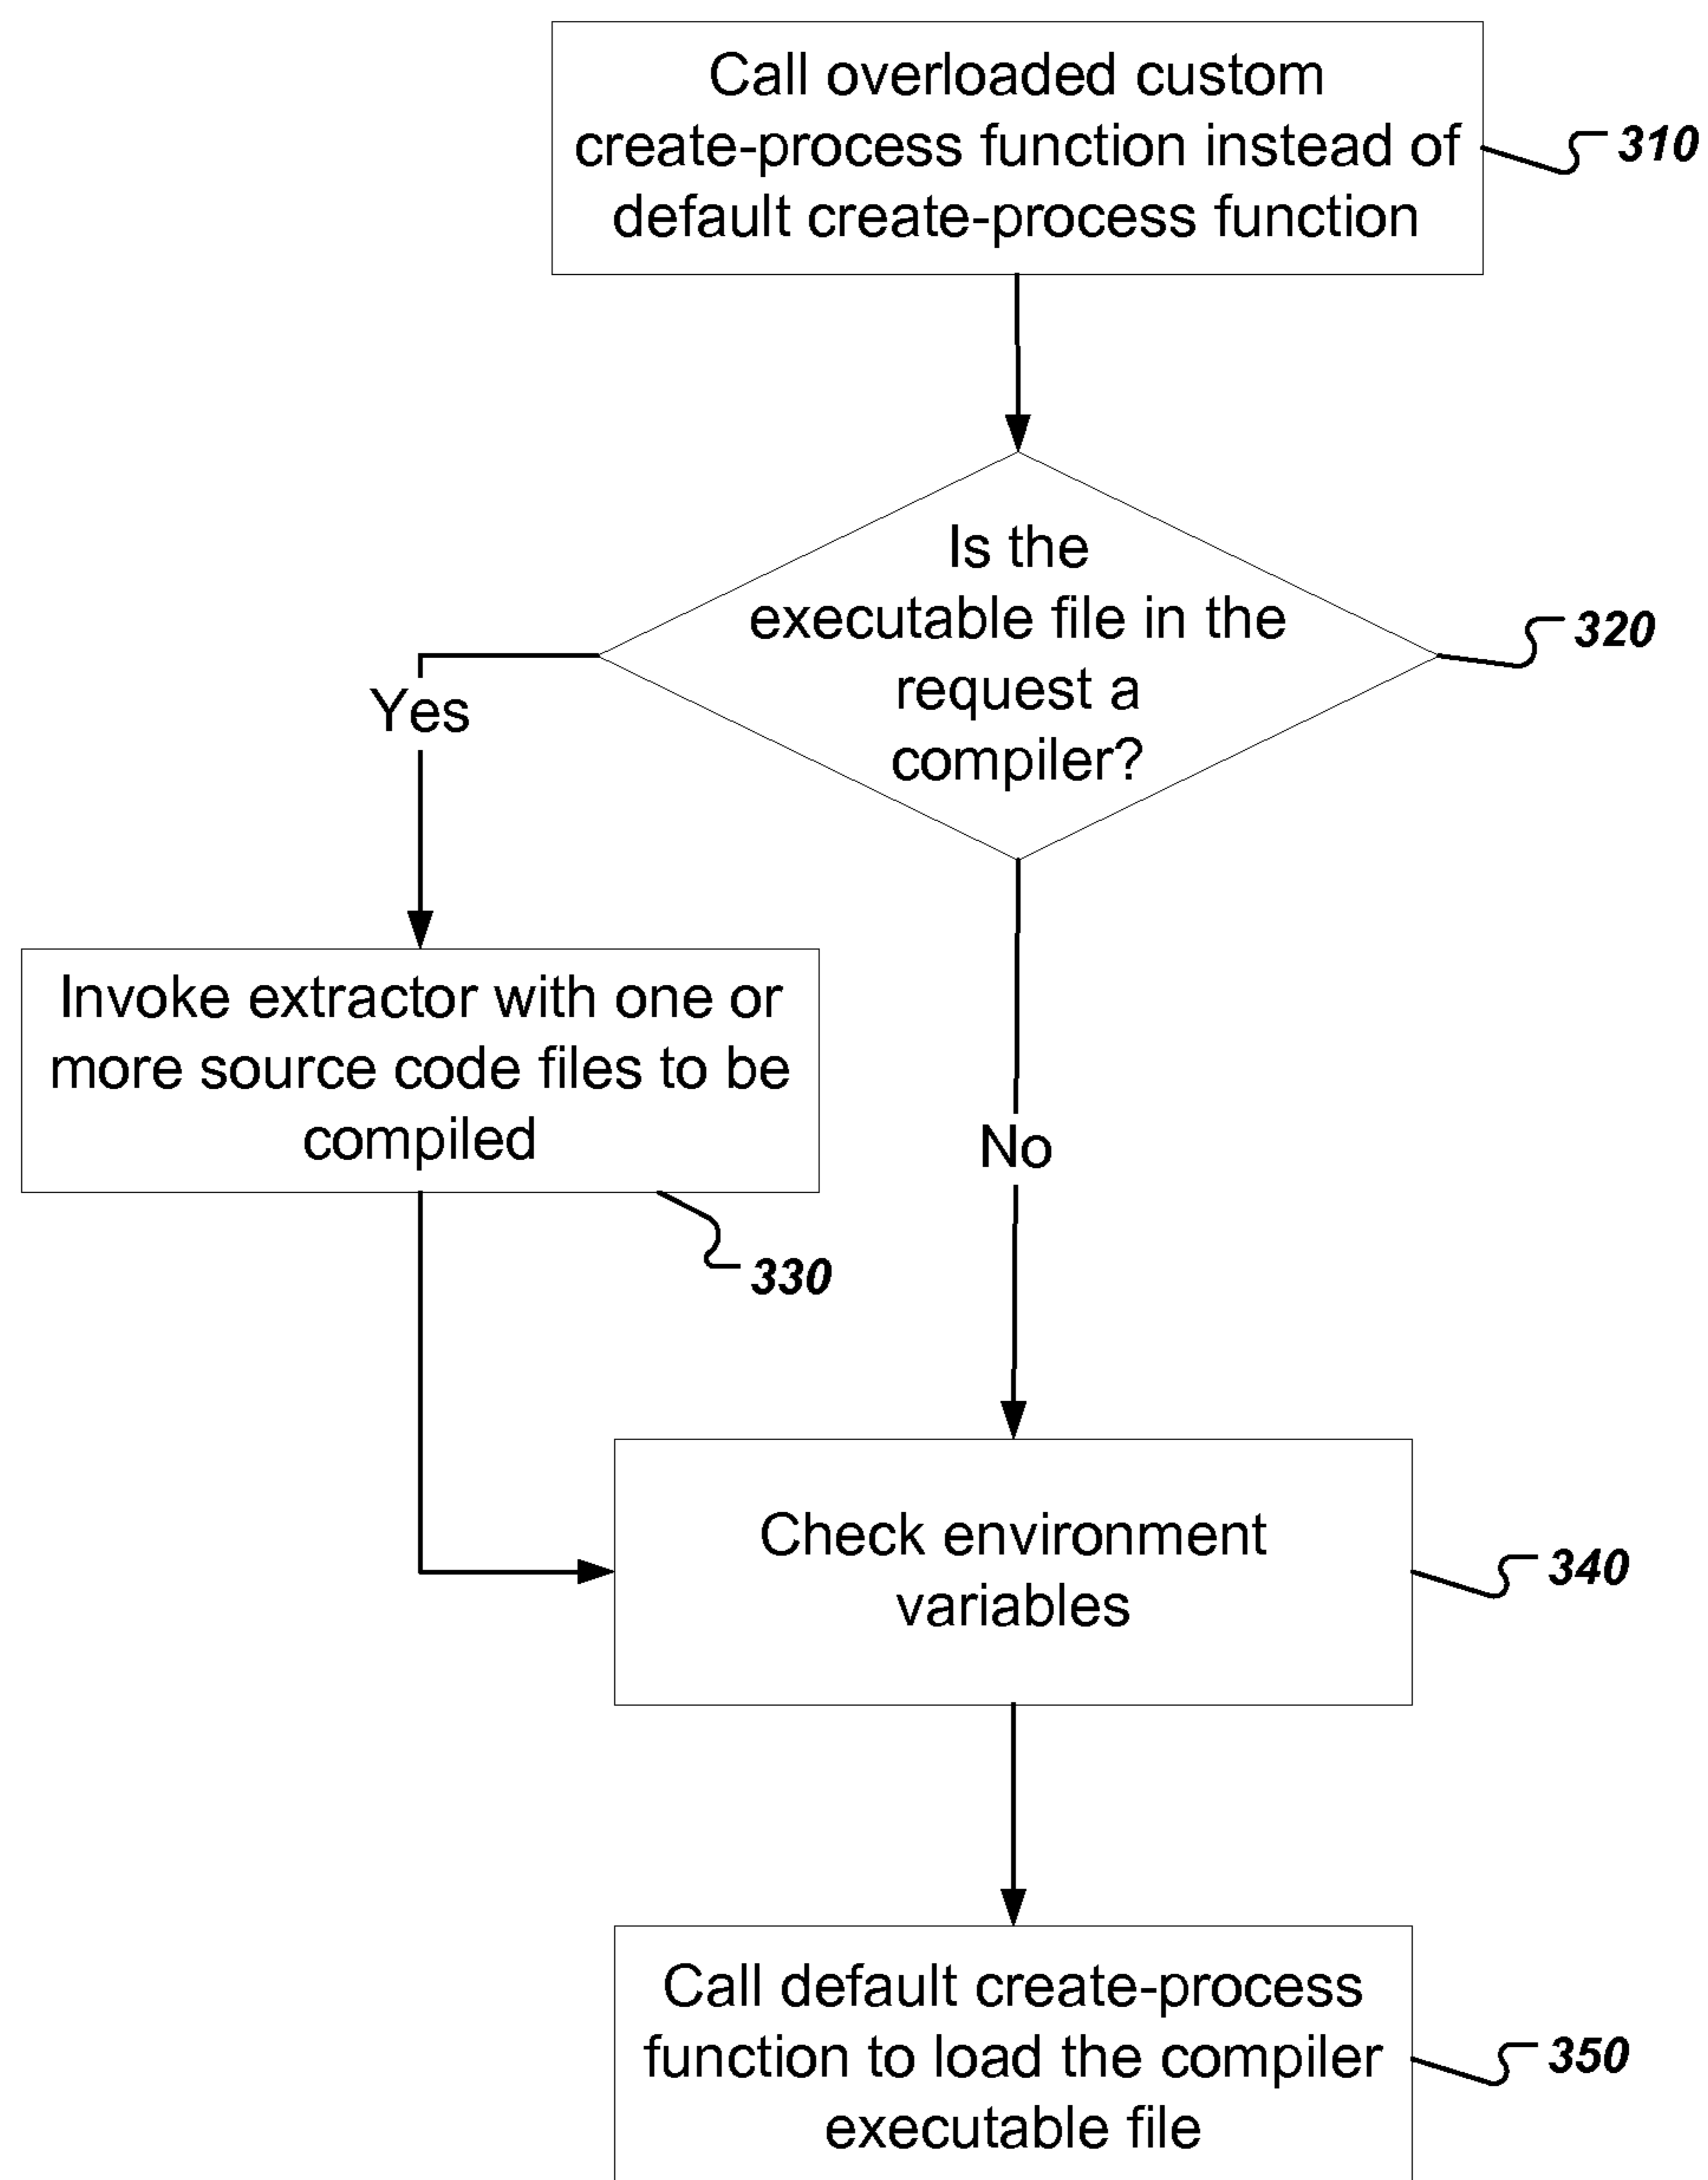 Call overloaded custom
create-process function instead of
default create-process function
310
Is the
executable file in the
request a
compiler?
320
Yes
Invoke extractor with one or
more source code files to be
compiled
330
No
Check environment
variables
340
Call default create-process
function to load the compiler
executable file
350